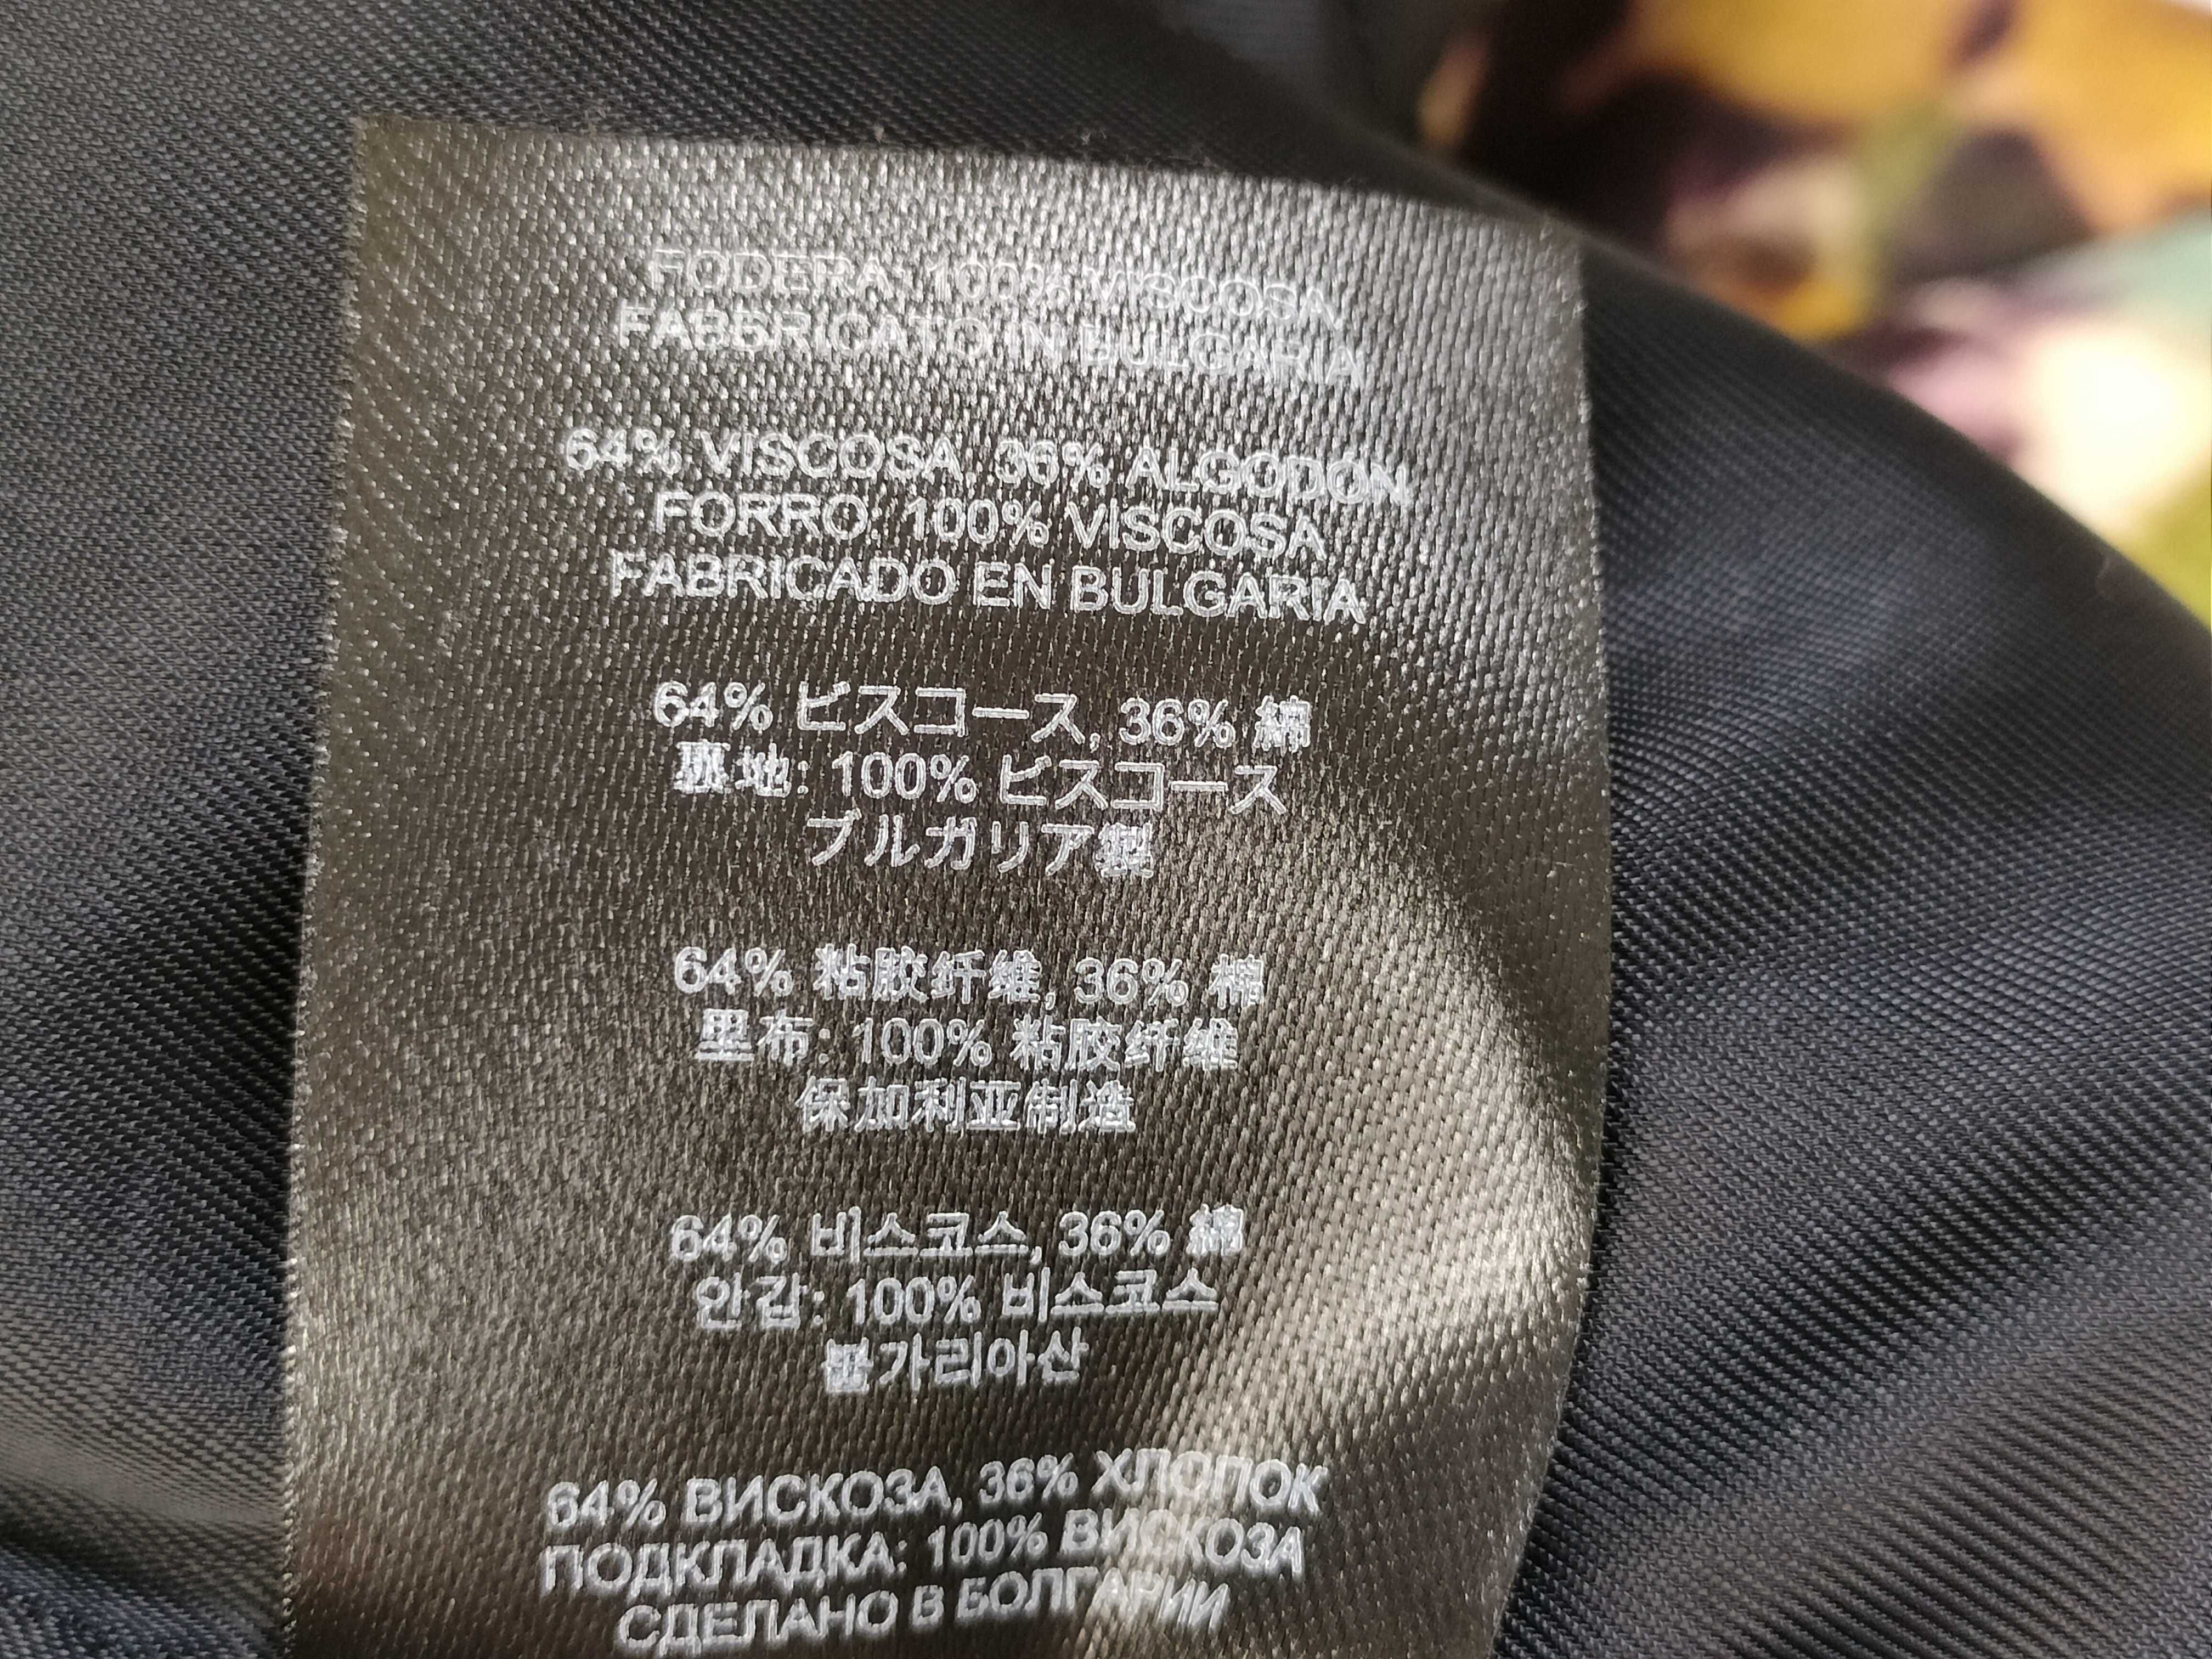 FODERA: 100% VISCOSA
FABBRICATO IN BULGARIA
64% VISCOSA, 36% ALGODÓN
FORRO: 100% VISCOSA
FABRICADO EN BULGARIA
64% ビスコース, 36% 綿
裏地: 100% ビスコース
ブルガリア製
64% 粘胶纤维, 36% 棉
里布: 100% 粘胶纤维
保加利亚制造
64% 비스코스, 36% 綿
안감: 100% 비스코스
불가리아산
64% ВИСКОЗА, 36% ХЛОПОК
ПОДКЛАДКА: 100% ВИСКОЗА
СДЕЛАНО В БОЛГАРИИ